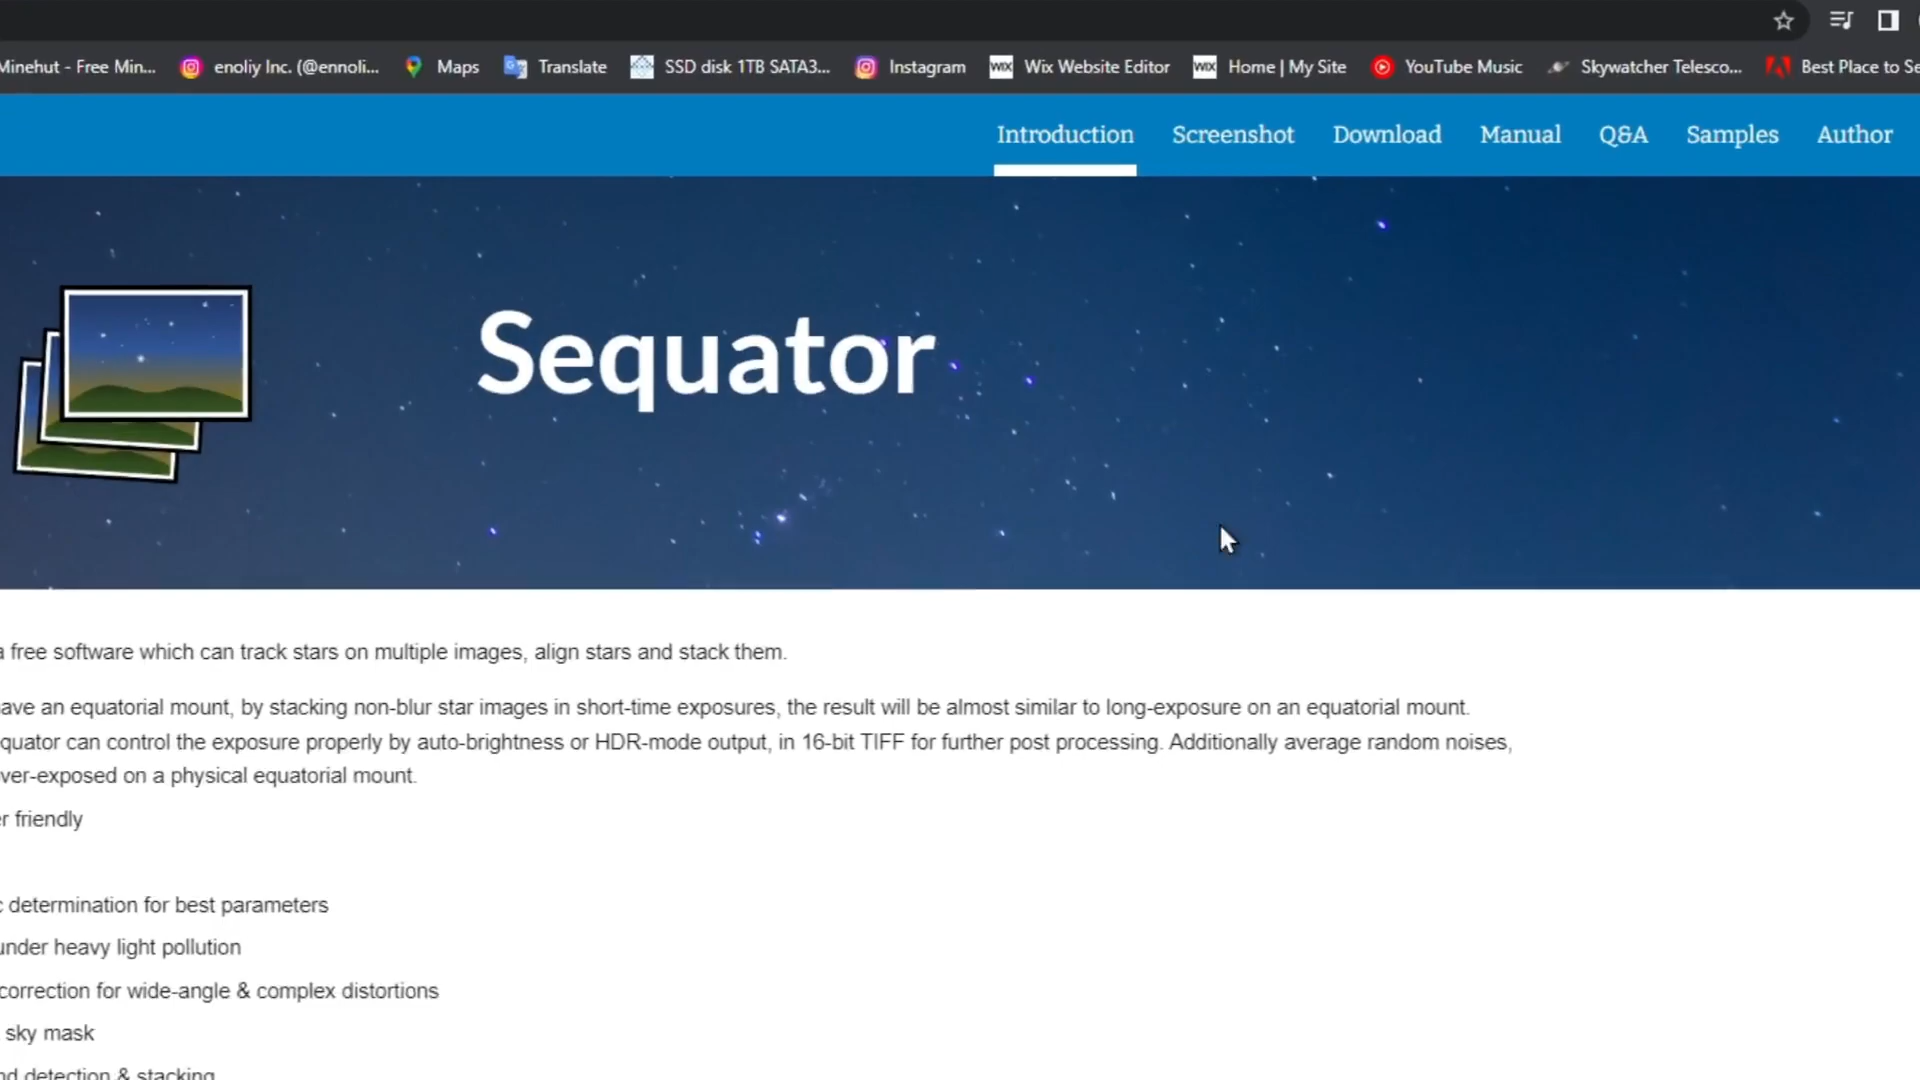 Minehut - Free Min... enoliy Inc. (@ennoli... Maps Translate SSD disk 1TB SATA3... Instagram Wix Website Editor Home | My Site YouTube Music Skywatcher Telesco... Best Place to Se
Introduction Screenshot Download Manual Q&A Samples Author
Sequator
a free software which can track stars on multiple images, align stars and stack them.
ave an equatorial mount, by stacking non-blur star images in short-time exposures, the result will be almost similar to long-exposure on an equatorial mount.
quator can control the exposure properly by auto-brightness or HDR-mode output, in 16-bit TIFF for further post processing. Additionally average random noises,
ver-exposed on a physical equatorial mount.
r friendly
c determination for best parameters
under heavy light pollution
correction for wide-angle & complex distortions
sky mask
nd detection & stacking